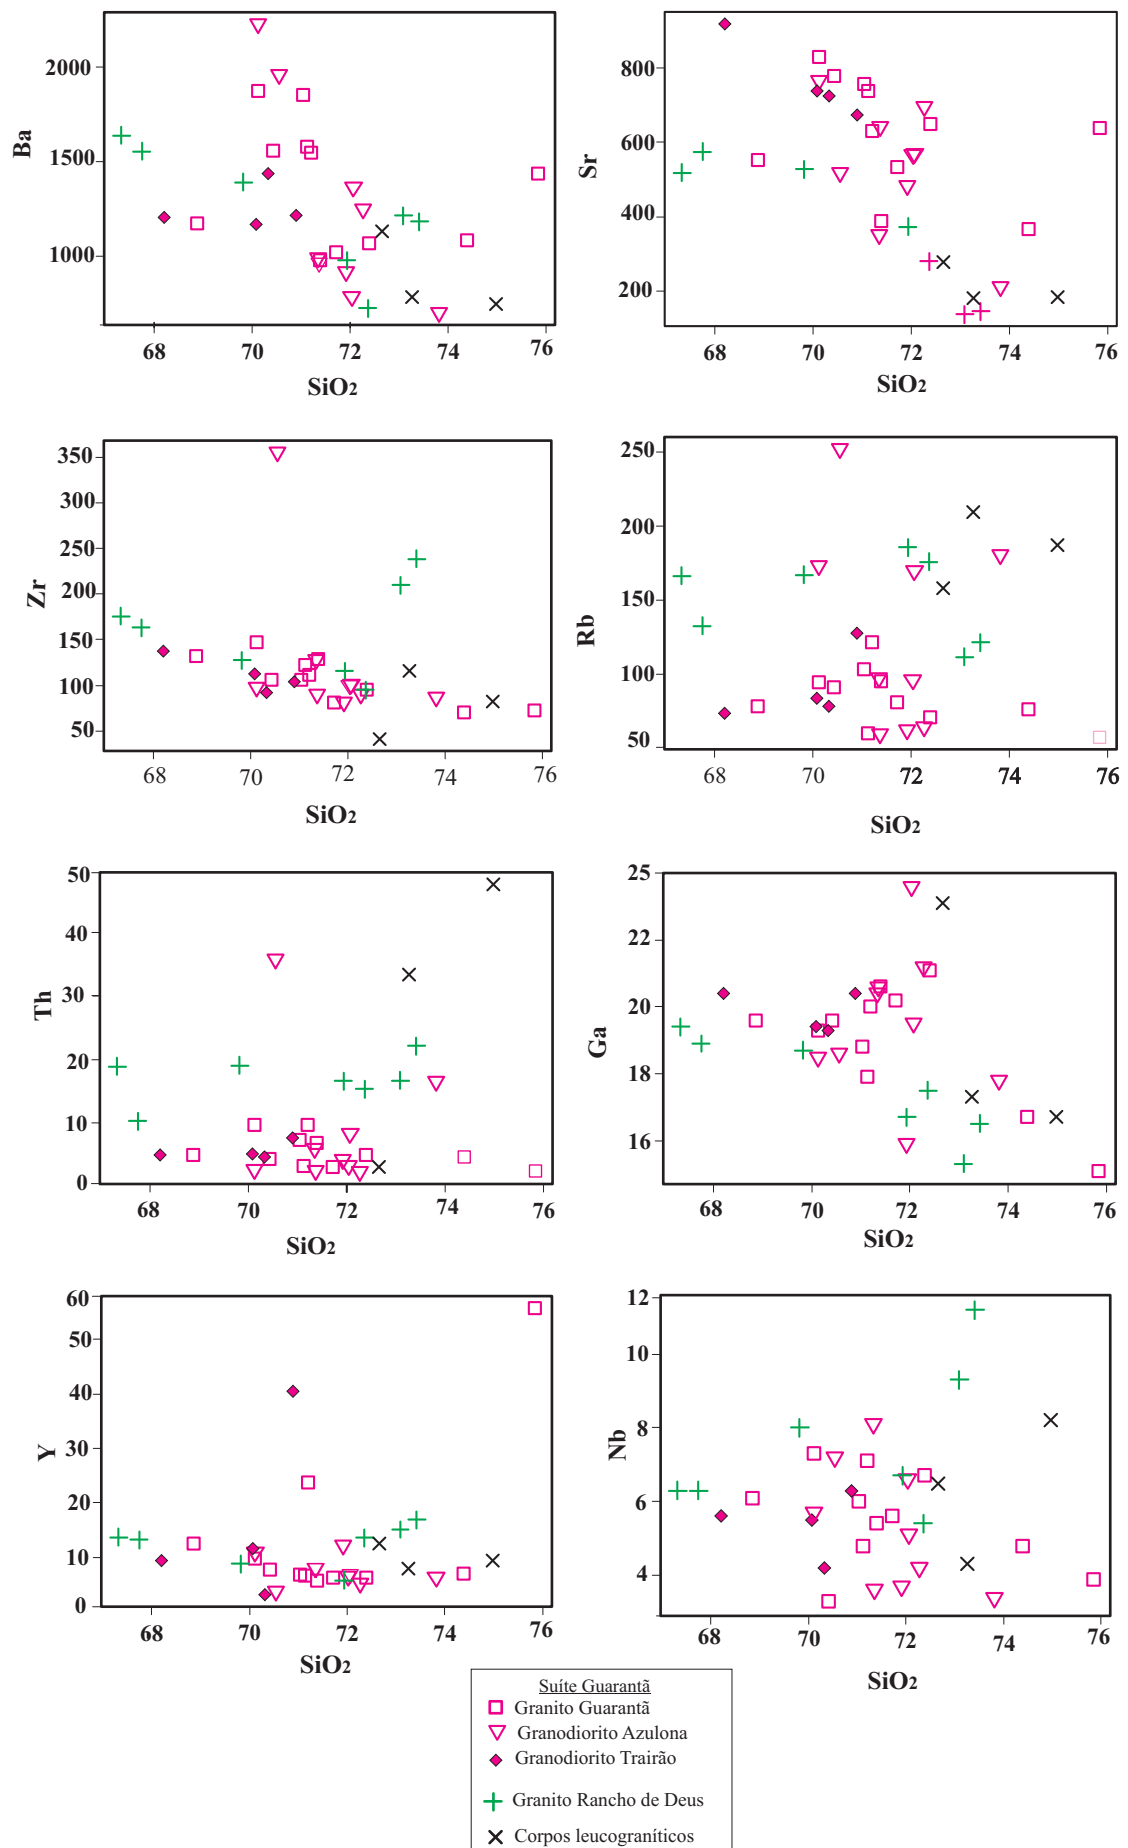 Ba
2000
1500
1000
68 70 72 74 76
SiO2
Sr
800
600
400
200
68 70 72 74 76
SiO2
Zr
350
300
250
200
150
100
50
68 70 72 74 76
SiO2
Rb
250
200
150
100
50
68 70 72 74 76
SiO2
Th
50
40
30
20
10
0
68 70 72 74 76
SiO2
Ga
25
22
20
18
16
68 70 72 74 76
SiO2
Y
60
50
40
30
20
10
0
68 70 72 74 76
SiO2
Nb
12
10
8
6
4
68 70 72 74 76
SiO2
Suíte Guarantã
Granito Guarantã
Granodiorito Azulona
Granodiorito Trairão
Granito Rancho de Deus
Corpos leucograníticos